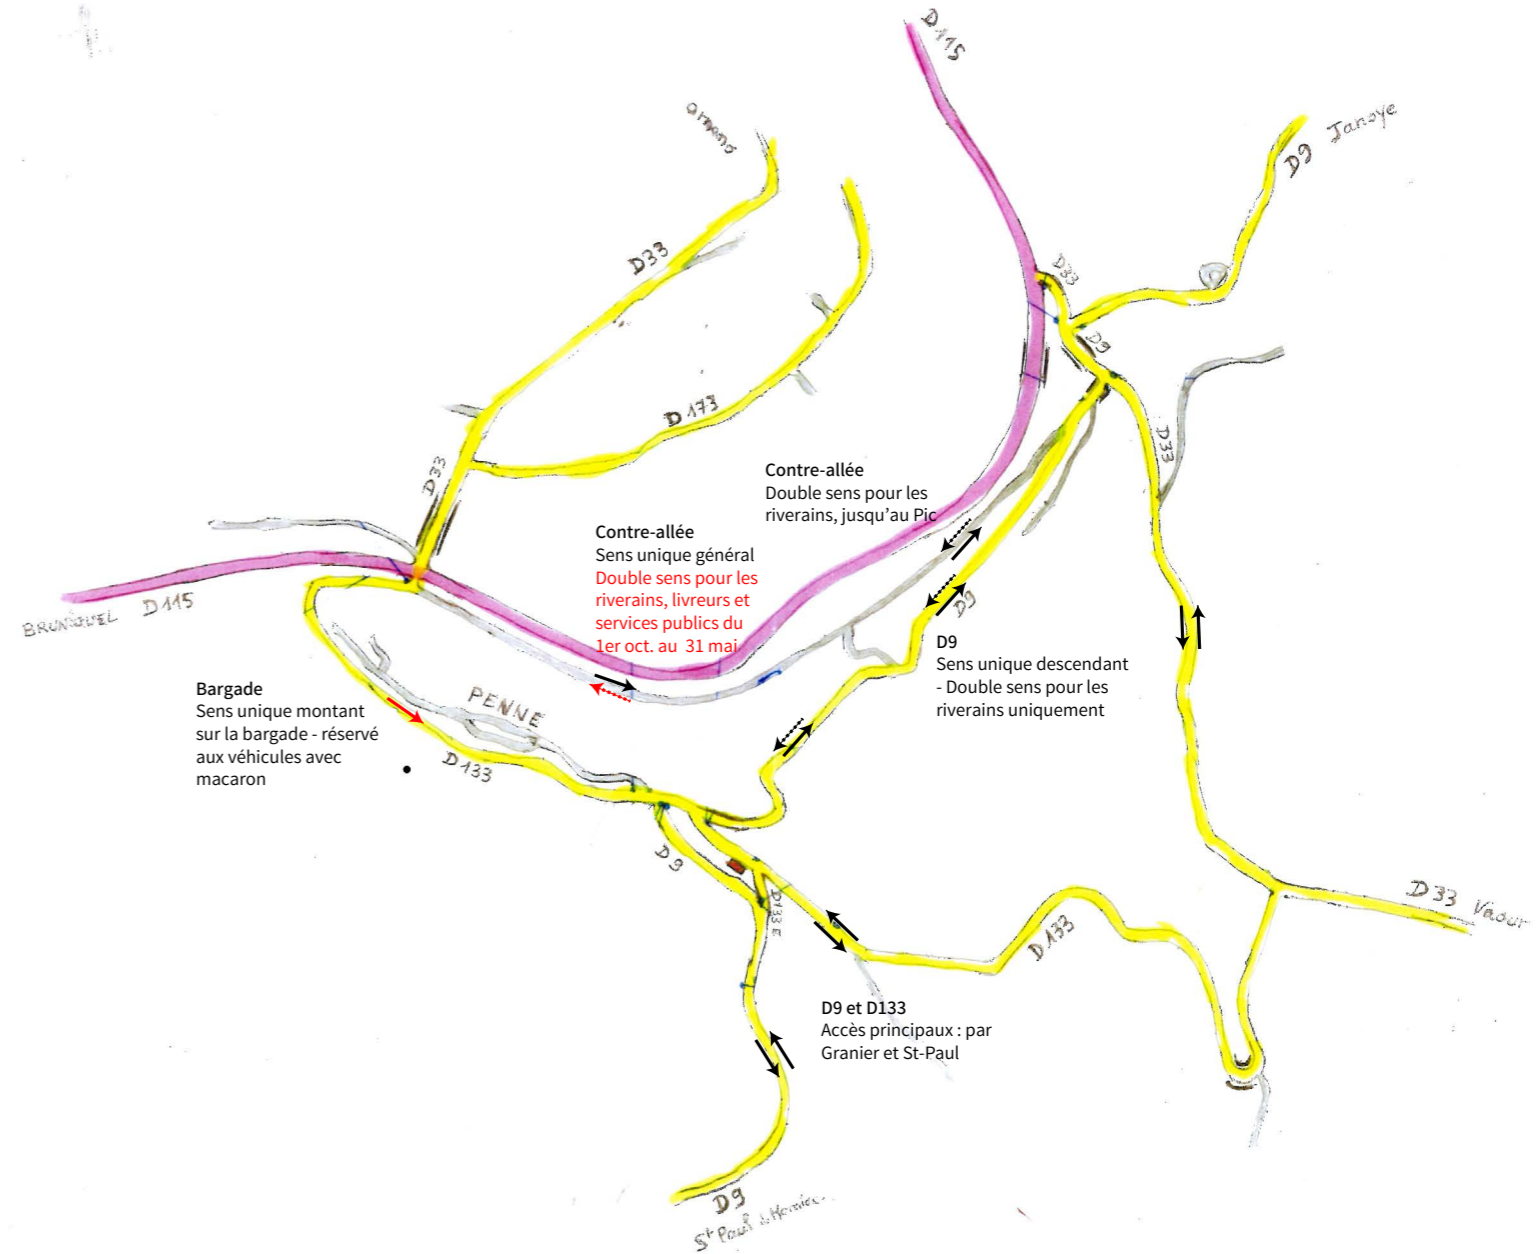 D115
D9 Janoye
D33
D33
D9
D173
D33
D33
Contre-allée
Double sens pour les
riverains, jusqu'au Pic
Contre-allée
Sens unique général
Double sens pour les
riverains, livreurs et
services publics du
1er oct. au 31 mai
BRUNIQUEL D115
D9
D9
Sens unique descendant
- Double sens pour les
riverains uniquement
Bargade
Sens unique montant
sur la bargade - réservé
aux véhicules avec
macaron
PENNE
D133
D9
D133E
D133
D33 Vaour
D9 et D133
Accès principaux : par
Granier et St-Paul
D9
St Paul